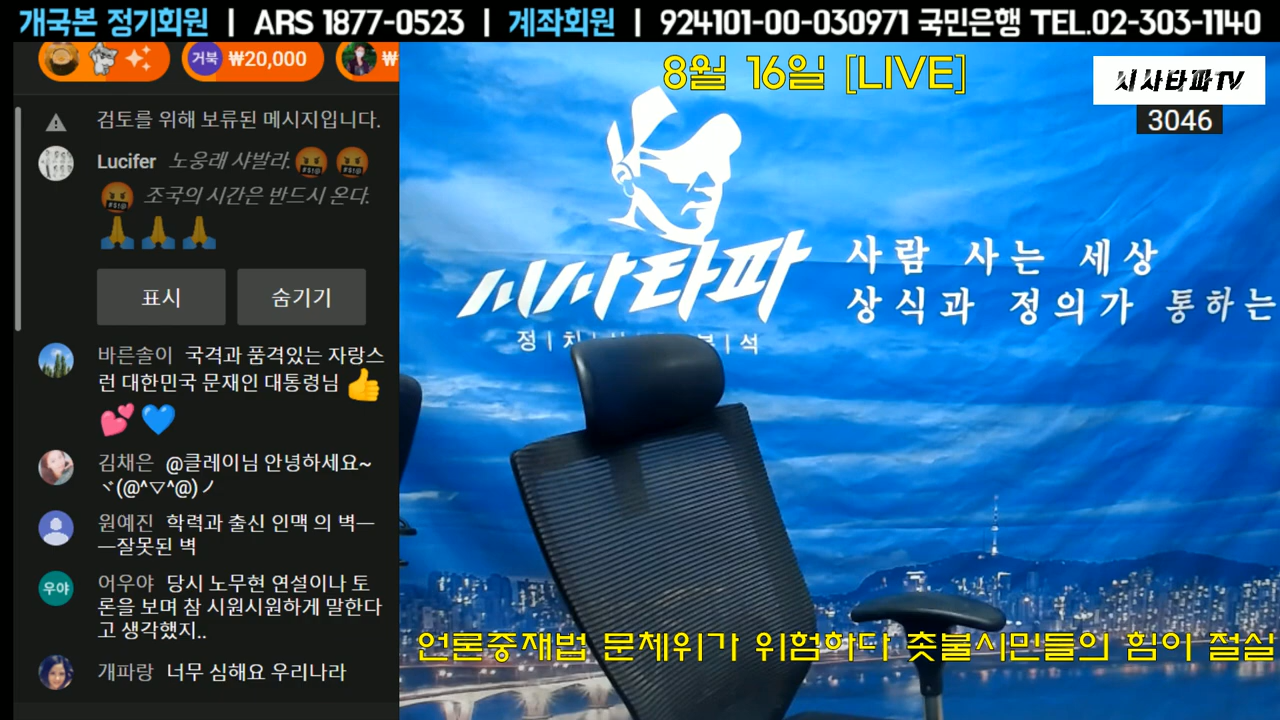 개국본 정기회원 | ARS 1877-0523 | 계좌회원 | 924101-00-030971 국민은행 TEL.02-303-1140
거북 ₩20,000 ₩
8월 16일 [LIVE]
시사타파TV
3046
검토를 위해 보류된 메시지입니다.
Lucifer 노웅래 샤발라.
조국의 시간은 반드시 온다.
표시 숨기기
바른솔이 국격과 품격있는 자랑스
런 대한민국 문재인 대통령님
김채은 @클레이님 안녕하세요~
ヾ(@^▽^@)ノ
원예진 학력과 출신 인맥 의 벽ㅡ
ㅡ잘못된 벽
우야 어우야 당시 노무현 연설이나 토
론을 보며 참 시원시원하게 말한다
고 생각했지..
개파랑 너무 심해요 우리나라
시사타파
정|치|
석
사람 사는 세상
상식과 정의가 통하는
언론중재법 문체위가 위험하다 촛불시민들의 힘이 절실